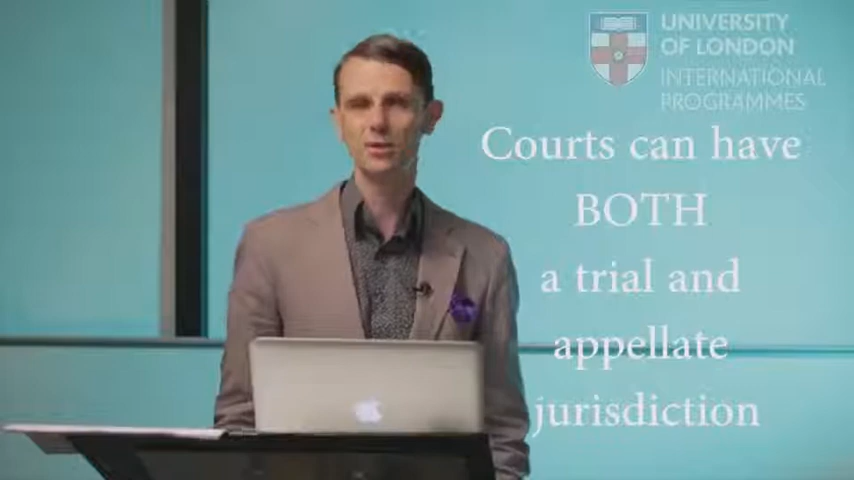 UNIVERSITY
OF LONDON
INTERNATIONAL
PROGRAMMES
Courts can have
BOTH
a trial and
appellate
jurisdiction